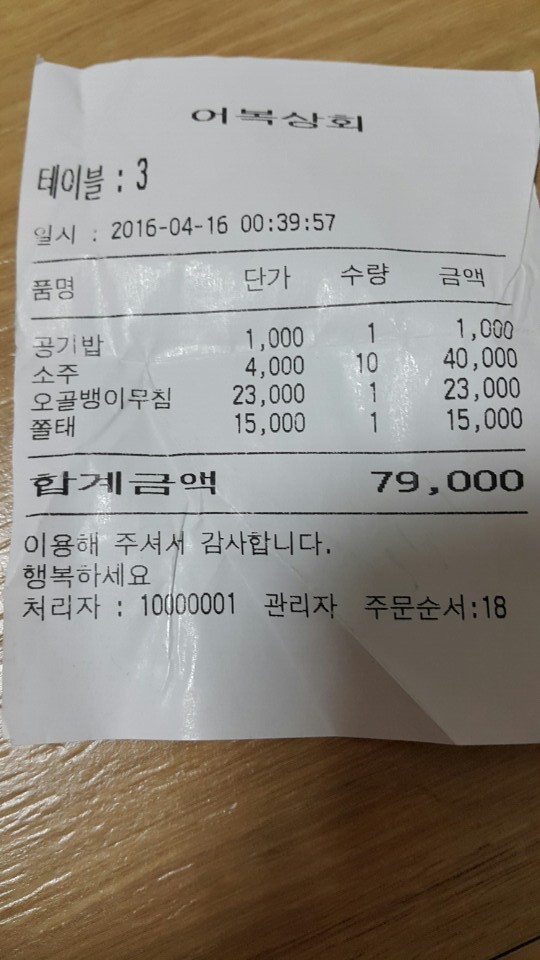 어복상회
테이블 : 3
일시 : 2016-04-16 00:39:57
품명 단가 수량 금액
공기밥 1,000 1 1,000
소주 4,000 10 40,000
오골뱅이무침 23,000 1 23,000
쫄태 15,000 1 15,000
합계금액 79,000
이용해 주셔서 감사합니다.
행복하세요
처리자 : 10000001 관리자 주문순서:18